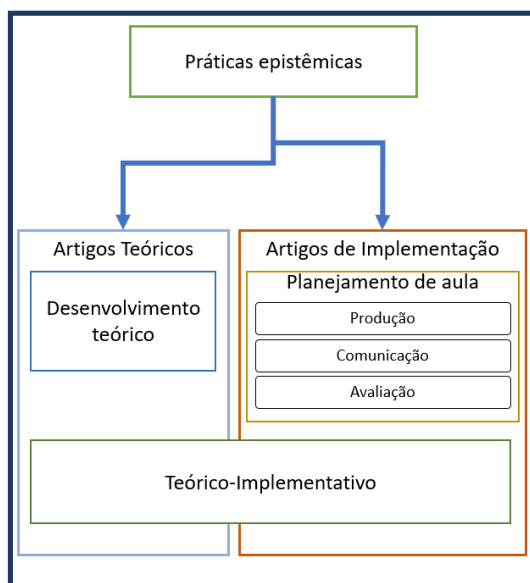 Práticas epistêmicas
Artigos Teóricos
Desenvolvimento
teórico
Artigos de Implementação
Planejamento de aula
Produção
Comunicação
Avaliação
Teórico-Implementativo